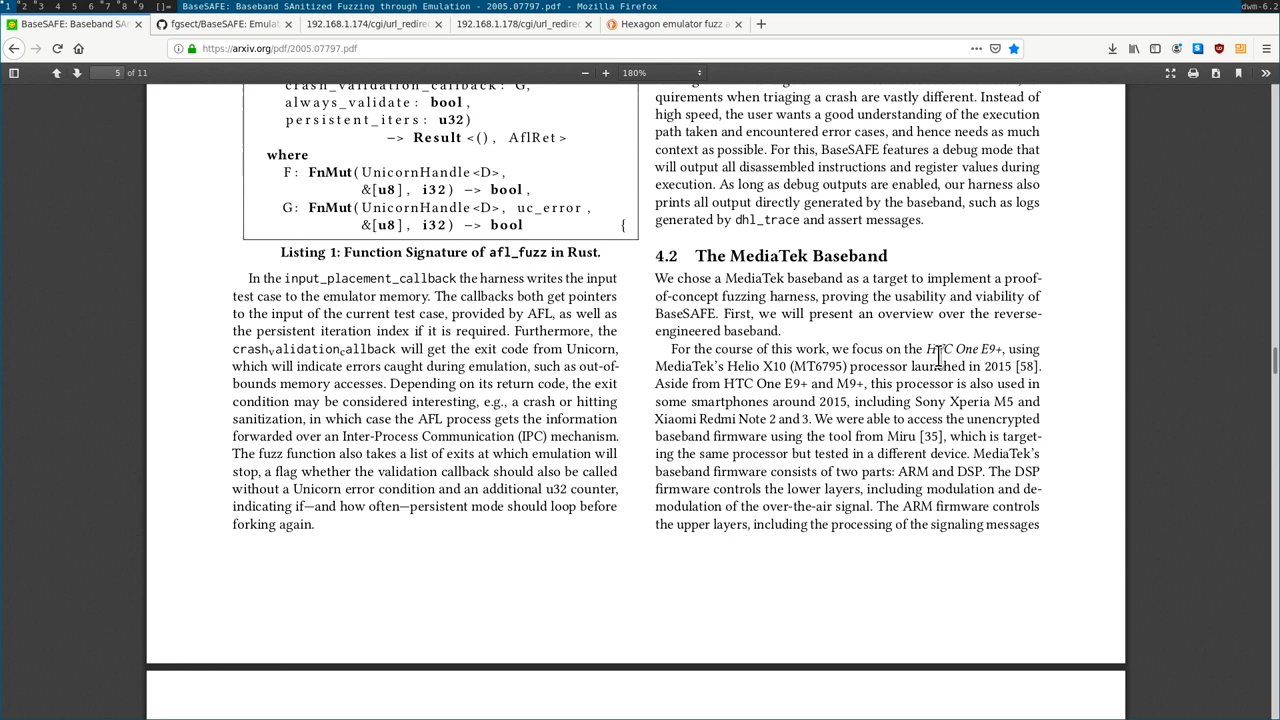 1 2 3 4 5 6 7 8 9 []= BaseSAFE: Baseband SAnitized Fuzzing through Emulation - 2005.07797.pdf - Mozilla Firefox dwm-6.2
BaseSAFE: Baseband SAn
fgsect/BaseSAFE: Emulat
192.168.1.174/cgi/url_redirec
192.168.1.178/cgi/url_redirec
Hexagon emulator fuzz a
https://arxiv.org/pdf/2005.07797.pdf
5 of 11
180%
crash_validation_callback: G,
always_validate: bool,
persistent_iters: u32)
-> Result<(), AflRet>
where
F: FnMut(UnicornHandle<D>,
&[u8], i32) -> bool,
G: FnMut(UnicornHandle<D>, uc_error,
&[u8], i32) -> bool {
Listing 1: Function Signature of afl_fuzz in Rust.
In the input_placement_callback the harness writes the input
test case to the emulator memory. The callbacks both get pointers
to the input of the current test case, provided by AFL, as well as
the persistent iteration index if it is required. Furthermore, the
crashvalidationcallback will get the exit code from Unicorn,
which will indicate errors caught during emulation, such as out-of-
bounds memory accesses. Depending on its return code, the exit
condition may be considered interesting, e.g., a crash or hitting
sanitization, in which case the AFL process gets the information
forwarded over an Inter-Process Communication (IPC) mechanism.
The fuzz function also takes a list of exits at which emulation will
stop, a flag whether the validation callback should also be called
without a Unicorn error condition and an additional u32 counter,
indicating if—and how often—persistent mode should loop before
forking again.
quirements when triaging a crash are vastly different. Instead of
high speed, the user wants a good understanding of the execution
path taken and encountered error cases, and hence needs as much
context as possible. For this, BaseSAFE features a debug mode that
will output all disassembled instructions and register values during
execution. As long as debug outputs are enabled, our harness also
prints all output directly generated by the baseband, such as logs
generated by dhl_trace and assert messages.
4.2 The MediaTek Baseband
We chose a MediaTek baseband as a target to implement a proof-
of-concept fuzzing harness, proving the usability and viability of
BaseSAFE. First, we will present an overview over the reverse-
engineered baseband.
For the course of this work, we focus on the HTC One E9+, using
MediaTek's Helio X10 (MT6795) processor launched in 2015 [58].
Aside from HTC One E9+ and M9+, this processor is also used in
some smartphones around 2015, including Sony Xperia M5 and
Xiaomi Redmi Note 2 and 3. We were able to access the unencrypted
baseband firmware using the tool from Miru [35], which is target-
ing the same processor but tested in a different device. MediaTek's
baseband firmware consists of two parts: ARM and DSP. The DSP
firmware controls the lower layers, including modulation and de-
modulation of the over-the-air signal. The ARM firmware controls
the upper layers, including the processing of the signaling messages